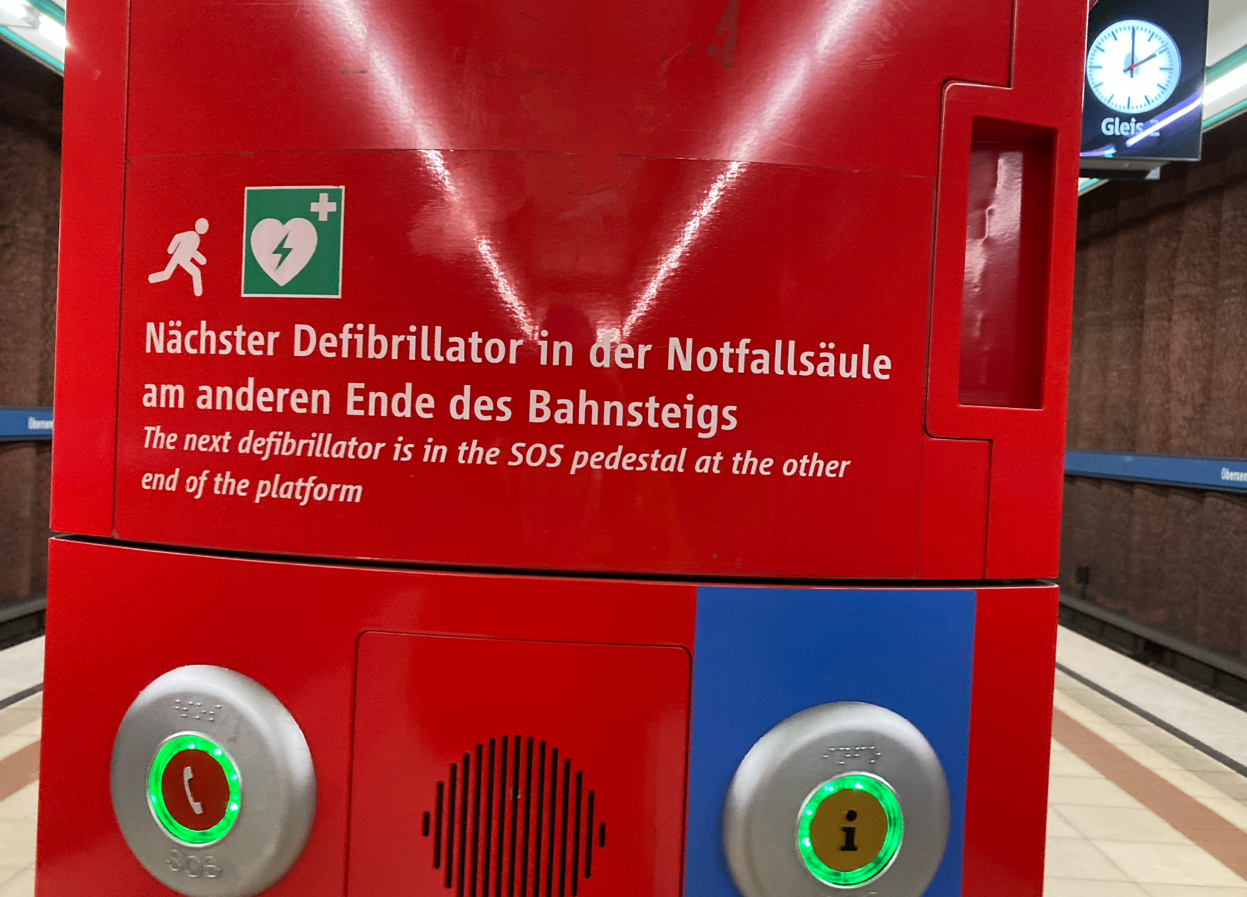 Gleis 2
Nächster Defibrillator in der Notfallsäule
am anderen Ende des Bahnsteigs
The next defibrillator is in the SOS pedestal at the other
end of the platform
SOS
i